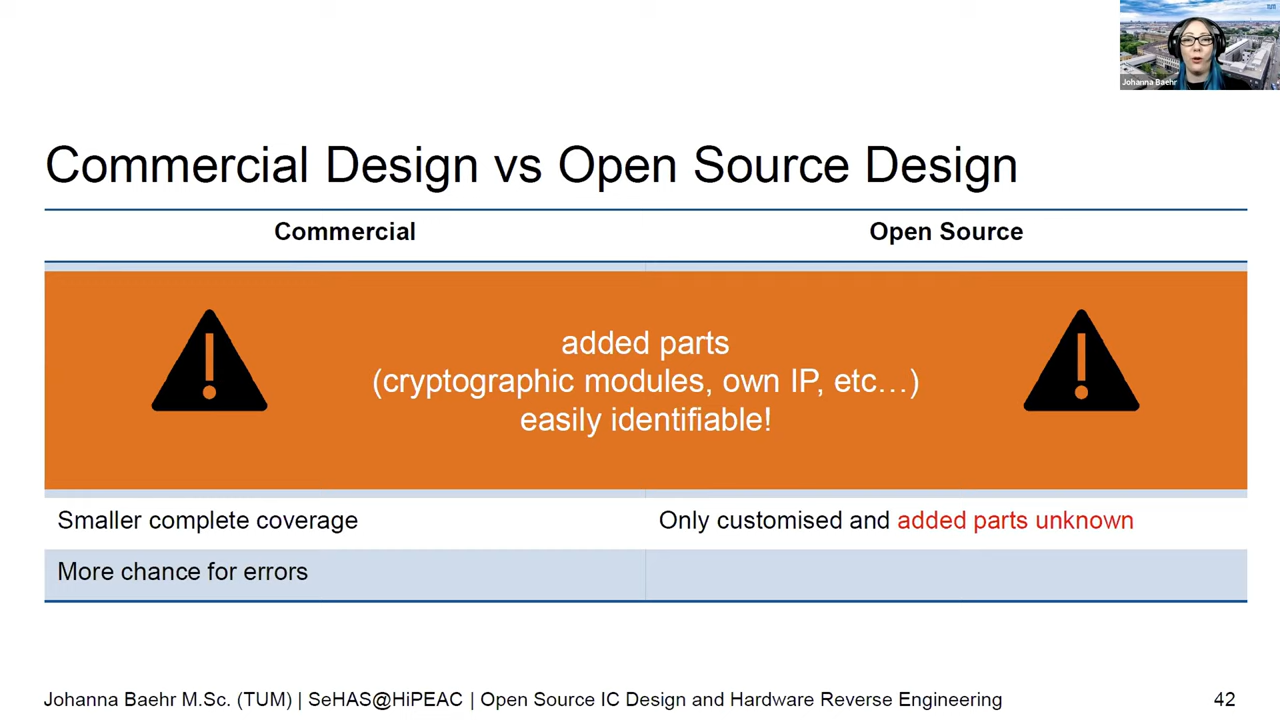 Johanna Baehr
Commercial Design vs Open Source Design
Commercial
Open Source
added parts
(cryptographic modules, own IP, etc…)
easily identifiable!
Smaller complete coverage
Only customised and added parts unknown
More chance for errors
Johanna Baehr M.Sc. (TUM) | SeHAS@HiPEAC | Open Source IC Design and Hardware Reverse Engineering
42